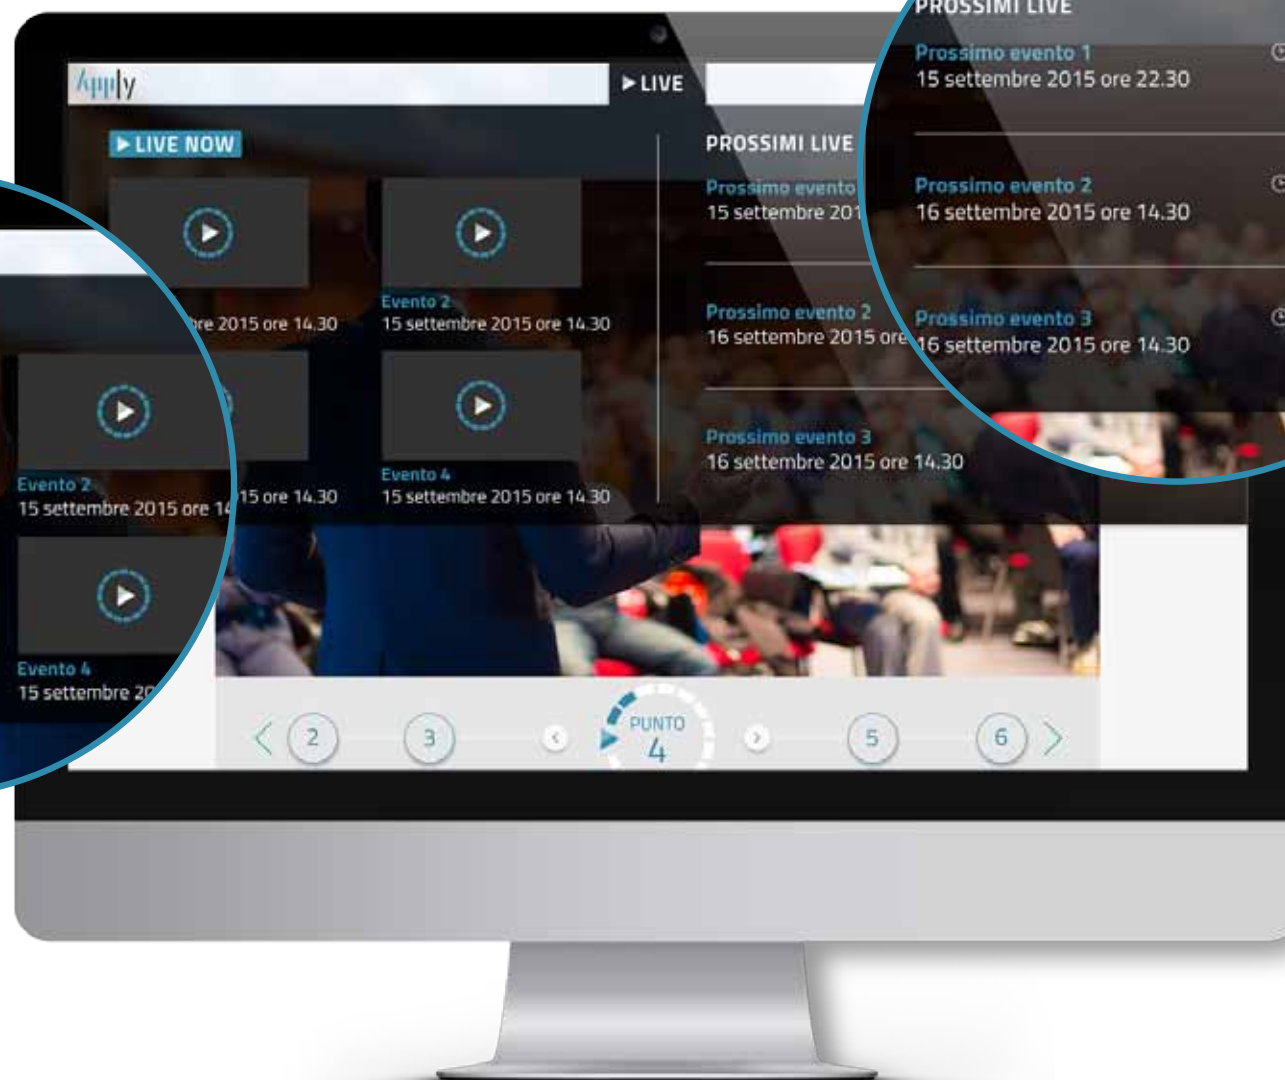 Apply
LIVE
LIVE NOW
2015 ore 14.30
Evento 2
15 settembre 2015 ore 14.30
15 ore 14.30
Evento 4
15 settembre 2015 ore 14.30
PROSSIMI LIVE
Prossimo evento
15 settembre
Prossimo evento 2
16 settembre 2015 ore
Prossimo evento 3
16 settembre 2015 ore 14.30
PROSSIMI LIVE
Prossimo evento 1
15 settembre 2015 ore 22.30
Prossimo evento 2
16 settembre 2015 ore 14.30
Prossimo evento 3
16 settembre 2015 ore 14.30
Evento 2
15 settembre 2015 ore
Evento 4
15 settembre
2
3
PUNTO
4
5
6